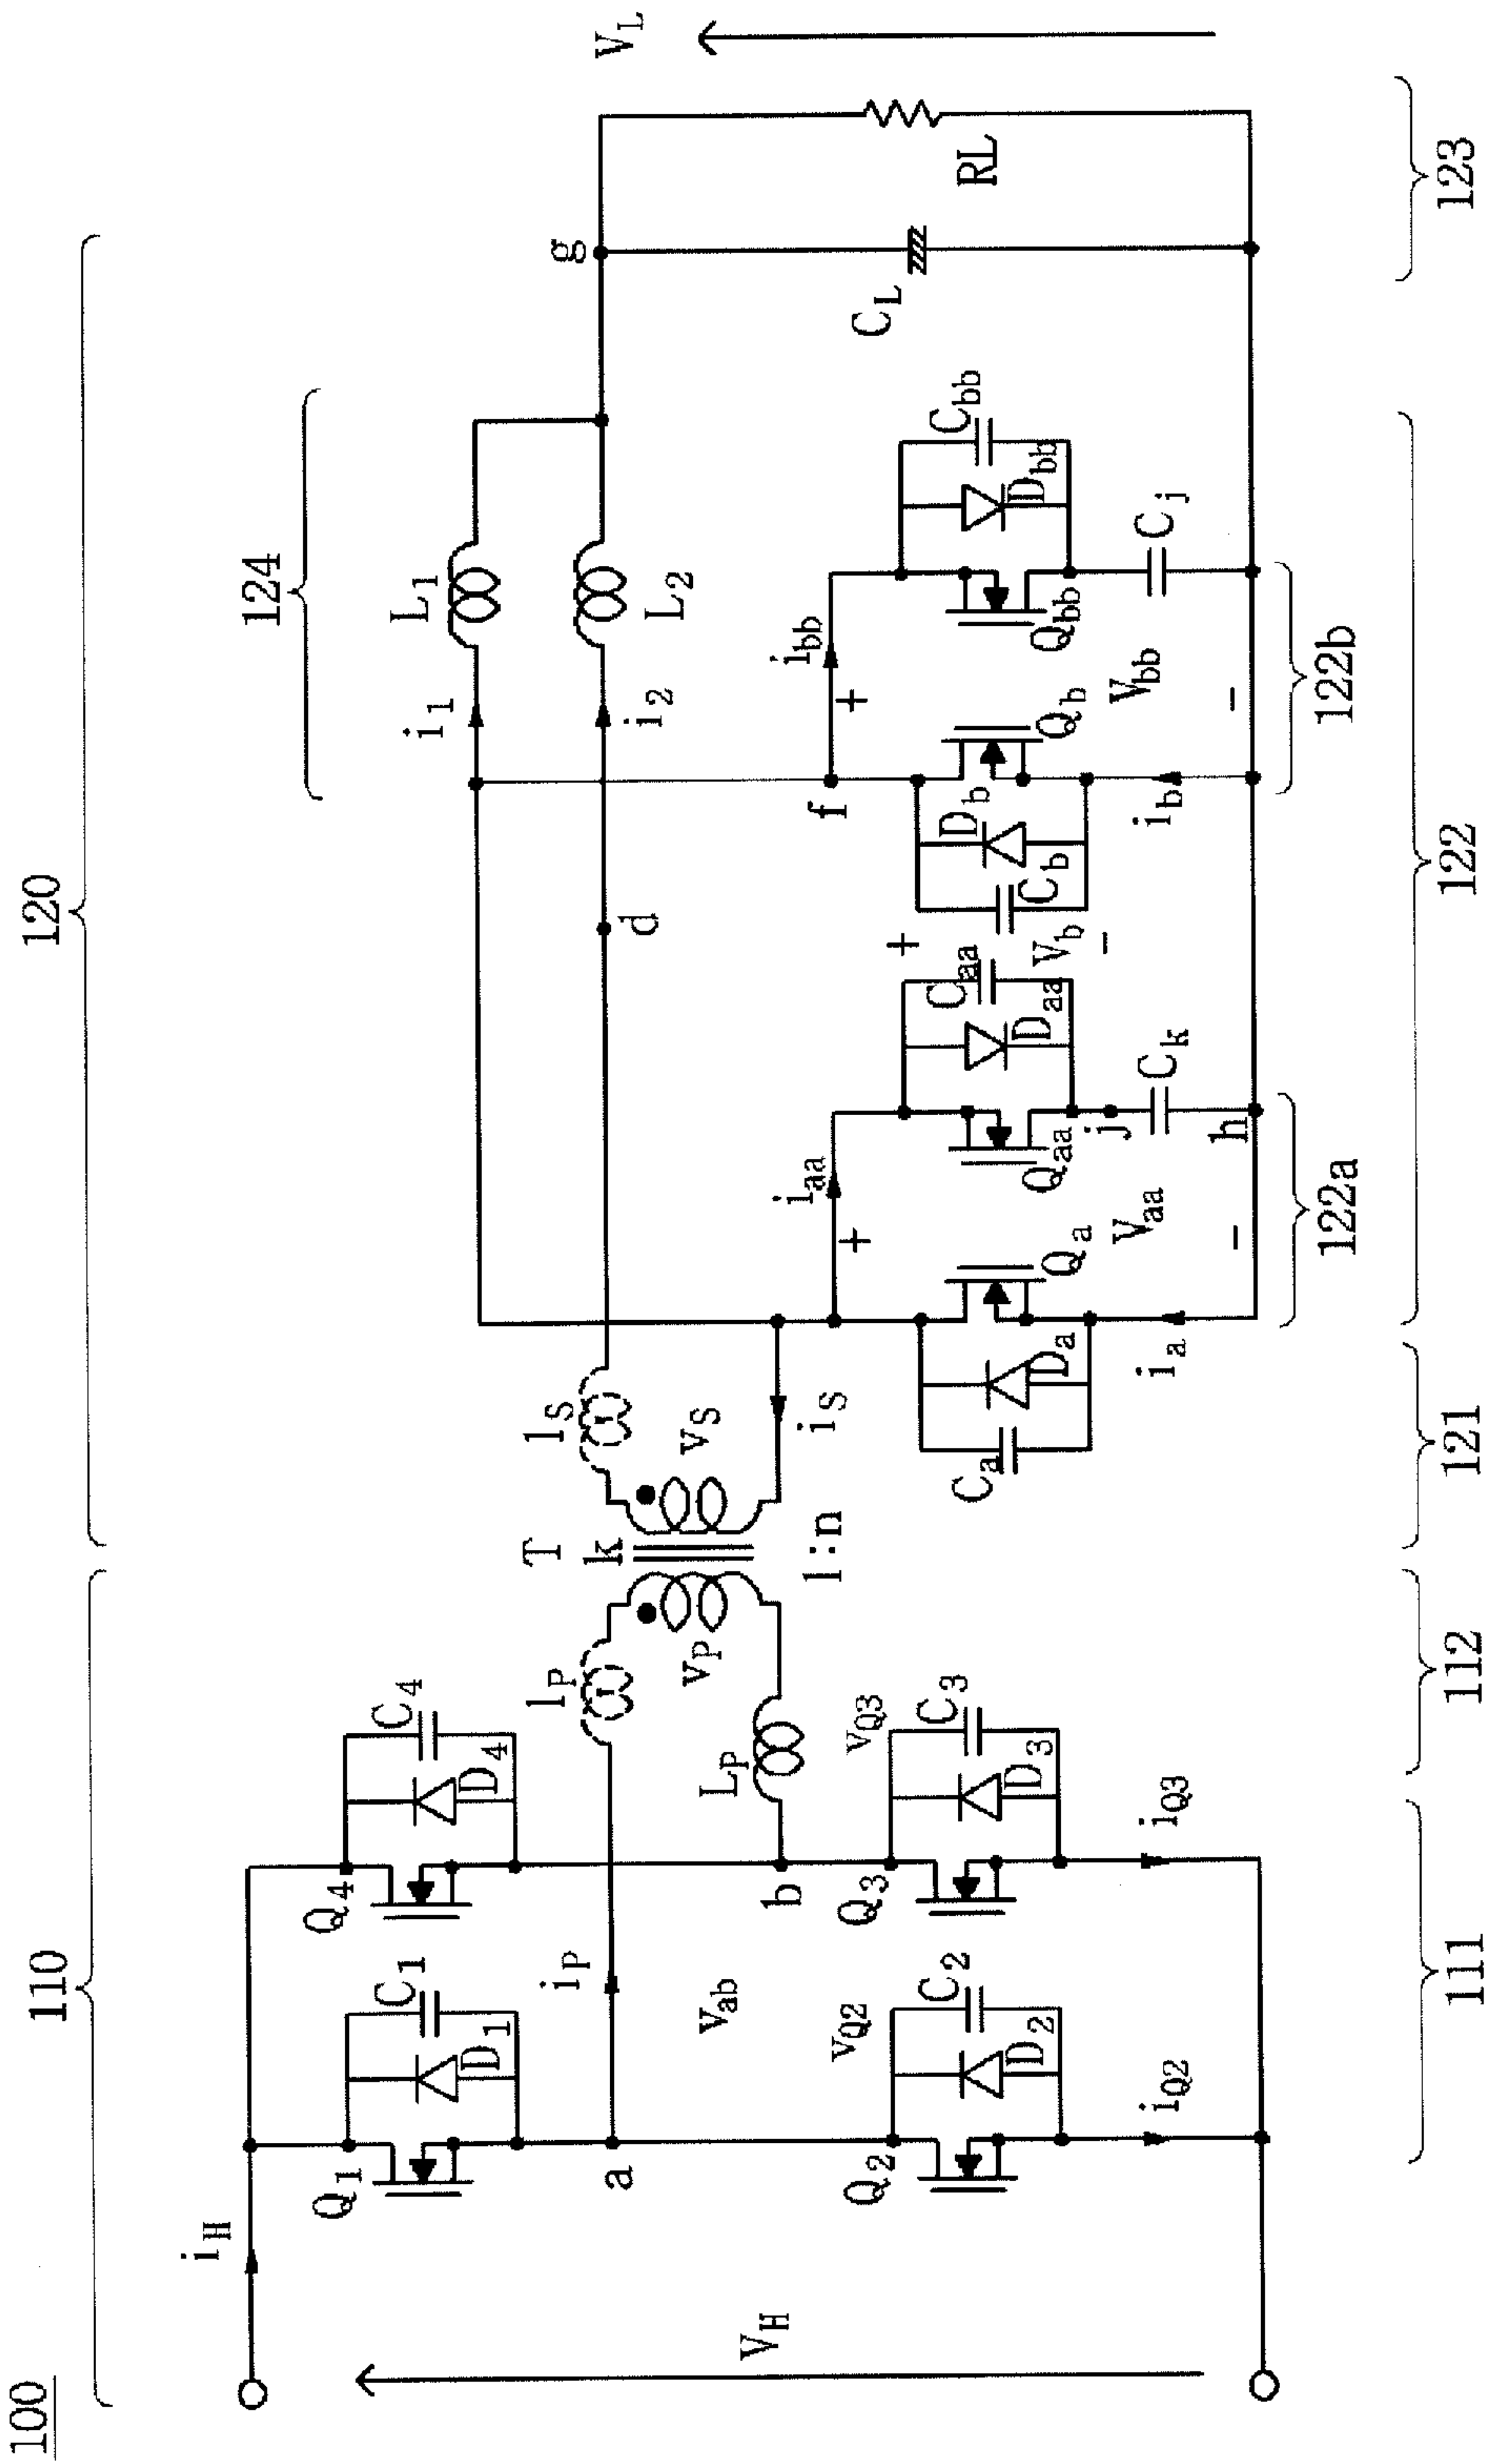 100
110
120
124
i_H
Q_1
C_1
D_1
Q_4
C_4
D_4
a
i_P
l_P
T
k
l_S
v_P
v_S
L_P
b
v_ab
1:n
i_S
V_H
Q_2
v_Q2
C_2
D_2
i_Q2
Q_3
v_Q3
C_3
D_3
i_Q3
i_1
L_1
i_2
L_2
d
g
f
i_aa
+
i_bb
+
C_a
D_a
Q_a
i_a
V_aa
-
Q_aa
D_aa
C_aa
j
C_k
h
+
V_b
-
C_b
D_b
Q_b
i_b
V_bb
-
Q_bb
D_bb
C_bb
C_j
C_L
RL
V_L
122a
122b
111
112
121
122
123